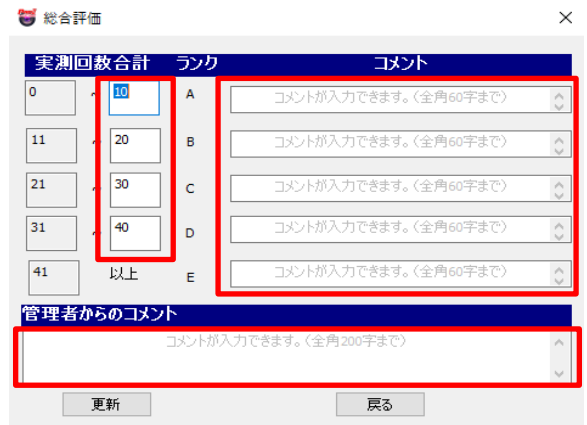 総合評価
実測回数合計 ランク コメント
0 ~ 10 A コメントが入力できます。(全角60字まで)
11 ~ 20 B コメントが入力できます。(全角60字まで)
21 ~ 30 C コメントが入力できます。(全角60字まで)
31 ~ 40 D コメントが入力できます。(全角60字まで)
41 以上 E コメントが入力できます。(全角60字まで)
管理者からのコメント
コメントが入力できます。(全角200字まで)
更新 戻る